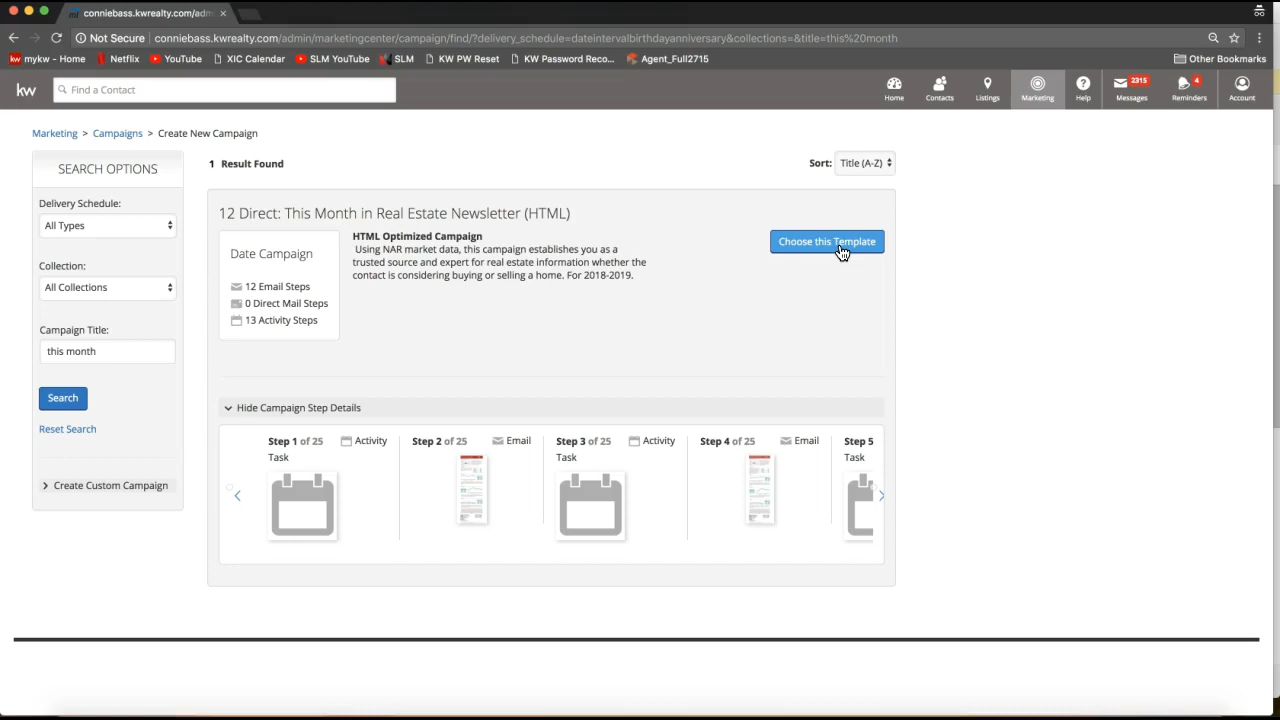 conniebass.kwrealty.com/adm
Not Secure conniebass.kwrealty.com/admin/marketingcenter/campaign/find/?delivery_schedule=dateintervalbirthdayanniversary&collections=&title=this%20month
kw mykw - Home Netflix YouTube XIC Calendar SLM YouTube SLM KW PW Reset KW Password Reco... Agent_Full2715 Other Bookmarks
kw Find a Contact Home Contacts Listings Marketing Help 2315 Messages 4 Reminders Account
Marketing > Campaigns > Create New Campaign
SEARCH OPTIONS
Delivery Schedule:
All Types
Collection:
All Collections
Campaign Title:
this month
Search
Reset Search
Create Custom Campaign
1 Result Found
Sort: Title (A-Z)
12 Direct: This Month in Real Estate Newsletter (HTML)
Date Campaign
12 Email Steps
0 Direct Mail Steps
13 Activity Steps
HTML Optimized Campaign
Using NAR market data, this campaign establishes you as a
trusted source and expert for real estate information whether the
contact is considering buying or selling a home. For 2018-2019.
Choose this Template
Hide Campaign Step Details
Step 1 of 25 Activity
Task
Step 2 of 25 Email
Step 3 of 25 Activity
Task
Step 4 of 25 Email
Step 5
Task